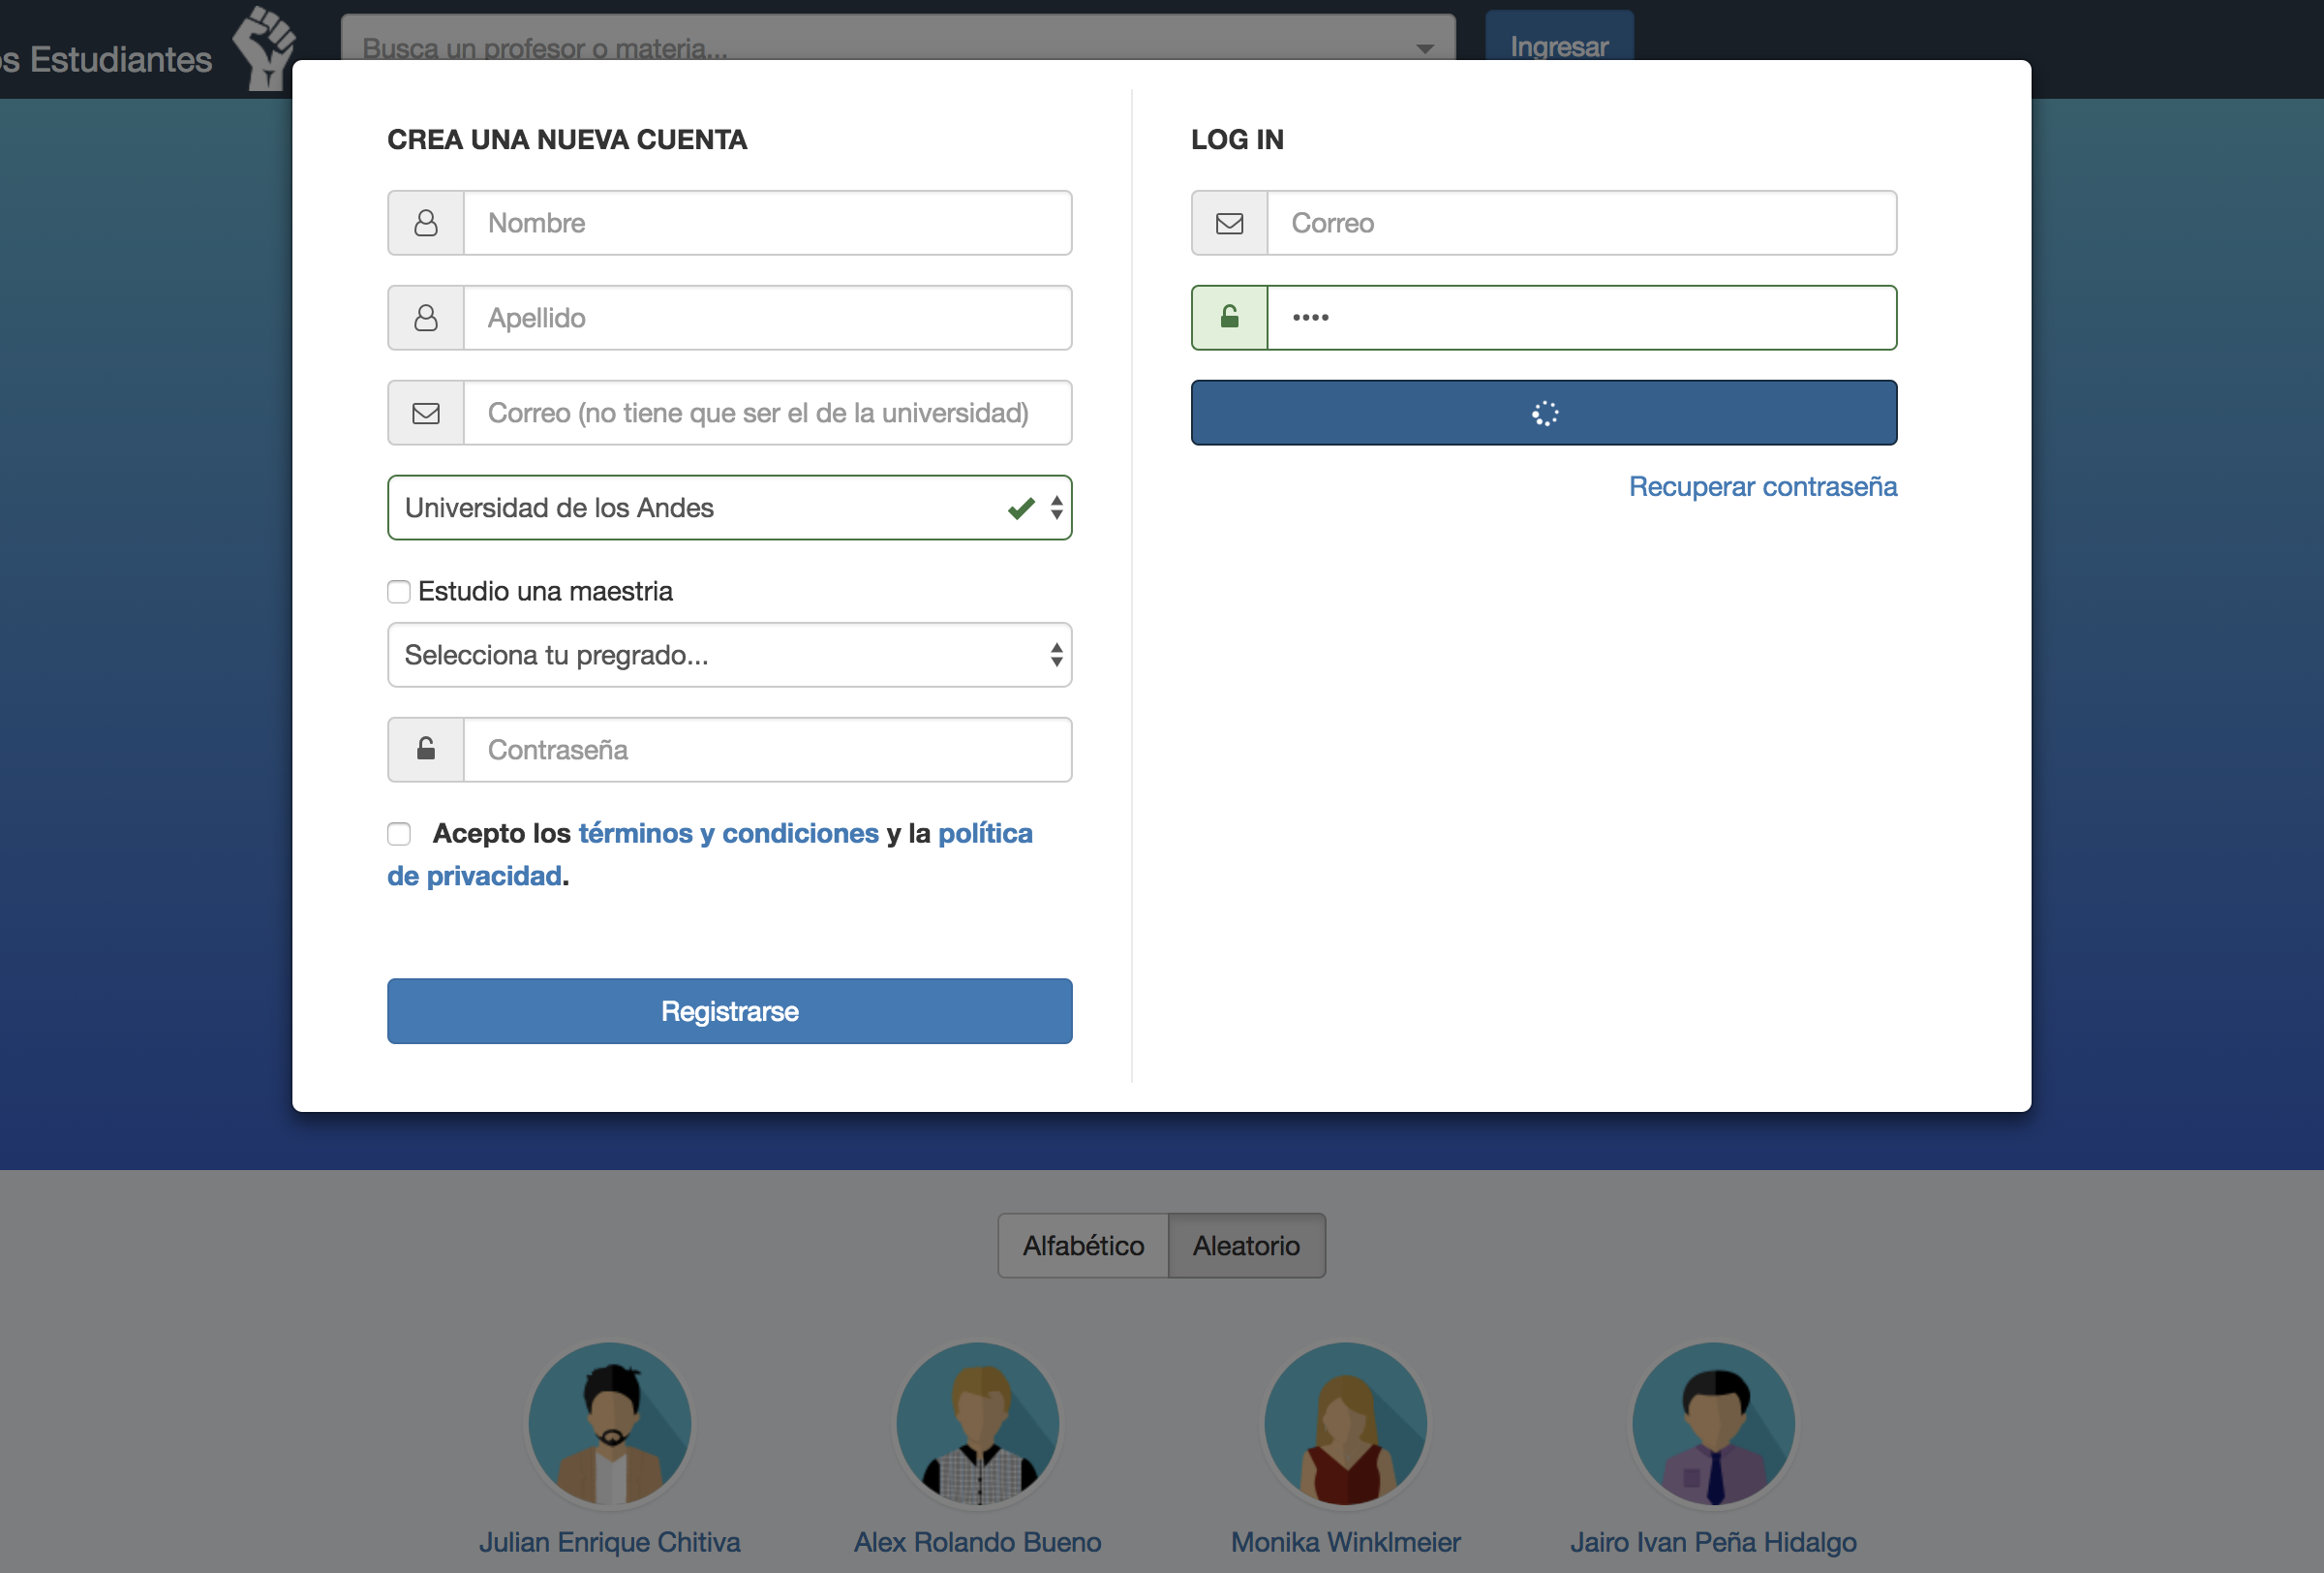 s Estudiantes
Busca un profesor o materia...
Ingresar
CREA UNA NUEVA CUENTA
Nombre
Apellido
Correo (no tiene que ser el de la universidad)
Universidad de los Andes
Estudio una maestria
Selecciona tu pregrado...
Contraseña
Acepto los términos y condiciones y la política
de privacidad.
Registrarse
LOG IN
Correo
••••
Recuperar contraseña
Alfabético
Aleatorio
Julian Enrique Chitiva
Alex Rolando Bueno
Monika Winklmeier
Jairo Ivan Peña Hidalgo